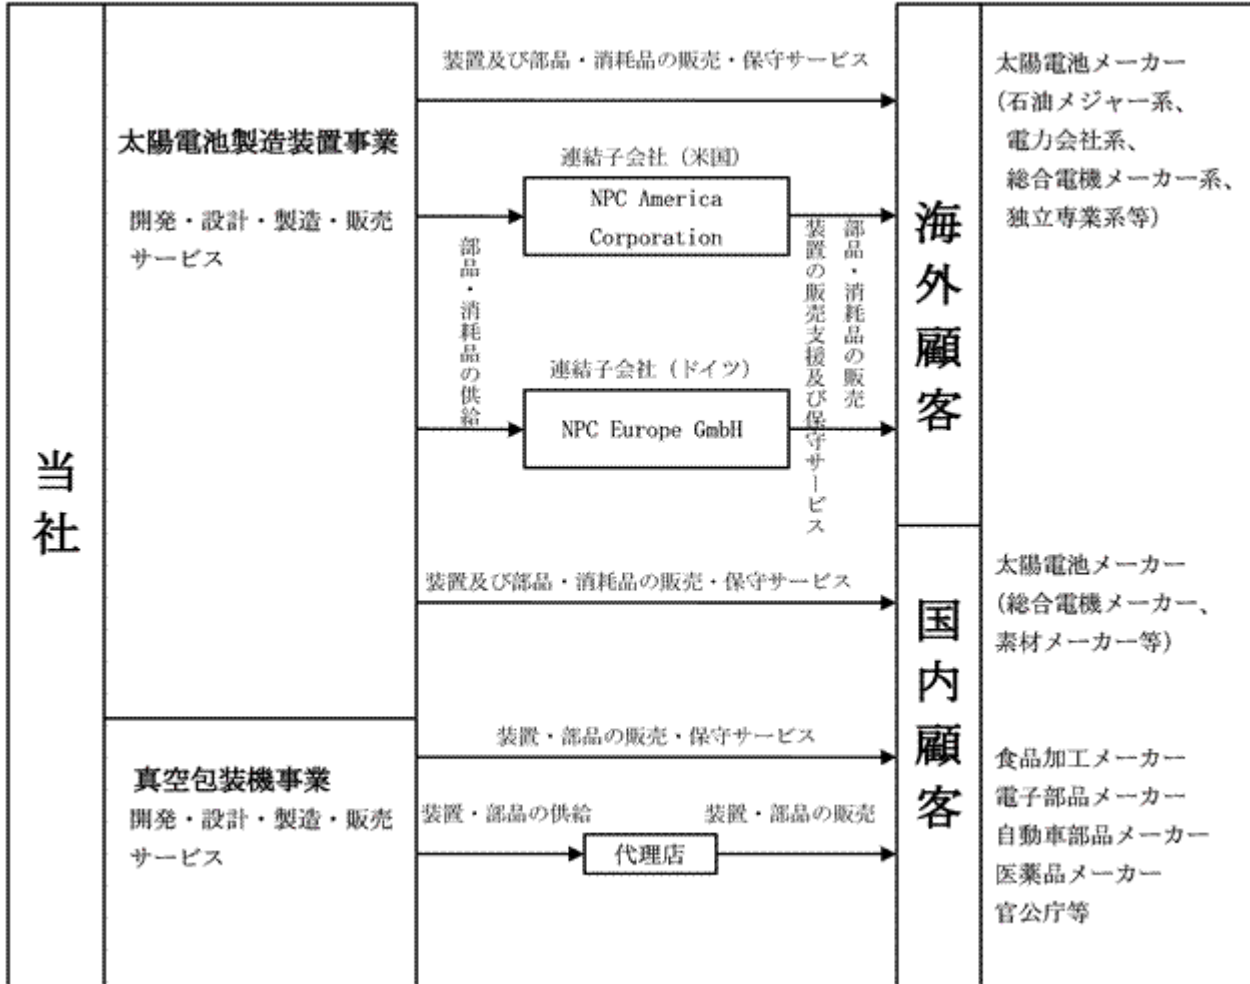 当社
太陽電池製造装置事業
開発・設計・製造・販売
サービス
装置及び部品・消耗品の販売・保守サービス
連結子会社（米国）
NPC America
Corporation
部品・消耗品の供給
部品・消耗品の販売
装置の販売支援及び保守サービス
連結子会社（ドイツ）
NPC Europe GmbH
装置及び部品・消耗品の販売・保守サービス
海外顧客
太陽電池メーカー
(石油メジャー系、
電力会社系、
総合電機メーカー系、
独立専業系等)
国内顧客
太陽電池メーカー
(総合電機メーカー、
素材メーカー等)
真空包装機事業
開発・設計・製造・販売
サービス
装置・部品の販売・保守サービス
装置・部品の供給
代理店
装置・部品の販売
食品加工メーカー
電子部品メーカー
自動車部品メーカー
医薬品メーカー
官公庁等